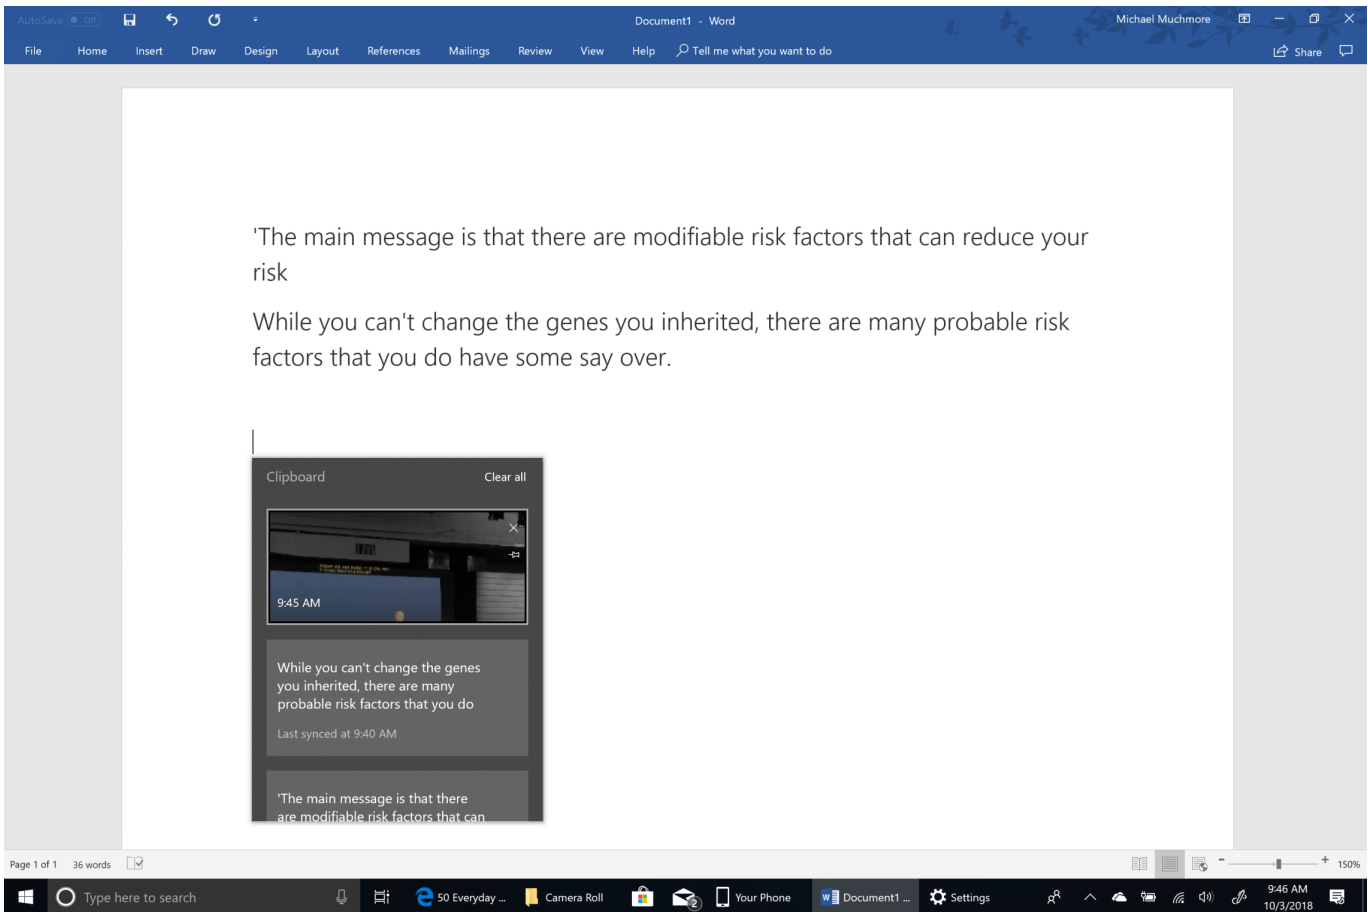 AutoSave Off
Document1 - Word
Michael Muchmore
File Home Insert Draw Design Layout References Mailings Review View Help Tell me what you want to do
Share
'The main message is that there are modifiable risk factors that can reduce your
risk
While you can't change the genes you inherited, there are many probable risk
factors that you do have some say over.
Clipboard Clear all
9:45 AM
While you can't change the genes
you inherited, there are many
probable risk factors that you do
Last synced at 9:40 AM
'The main message is that there
are modifiable risk factors that can
Page 1 of 1 36 words
150%
Type here to search
50 Everyday ...
Camera Roll
2
Your Phone
Document1 ...
Settings
9:46 AM
10/3/2018